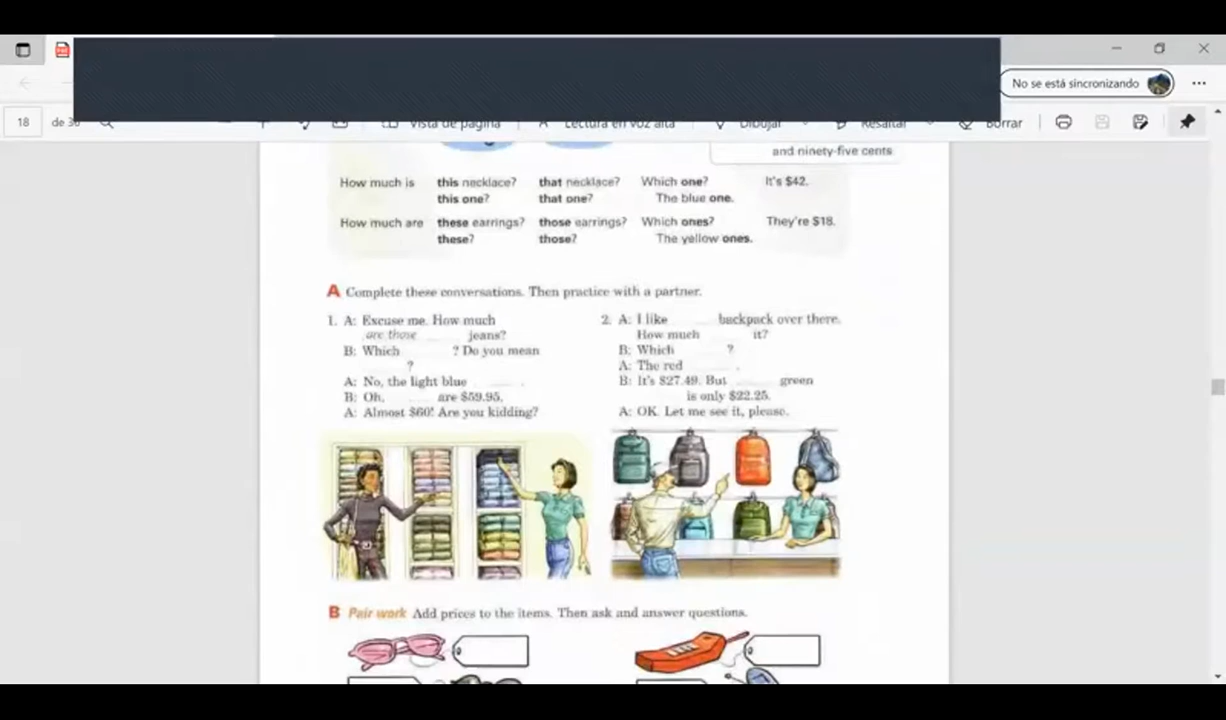 No se está sincronizando
18 de 3
Vista de página
Lectura en voz alta
Dibujar
Resaltar
Borrar
and ninety-five cents
How much is this necklace? that necklace? Which one? It's $42.
this one? that one? The blue one.
How much are these earrings? those earrings? Which ones? They're $18.
these? those? The yellow ones.
A Complete these conversations. Then practice with a partner.
1. A: Excuse me. How much
are those jeans?
B: Which ? Do you mean
?
A: No, the light blue .
B: Oh, are $59.95.
A: Almost $60! Are you kidding?
2. A: I like backpack over there.
How much it?
B: Which ?
A: The red .
B: It's $27.49. But green
is only $22.25.
A: OK. Let me see it, please.
B Pair work Add prices to the items. Then ask and answer questions.